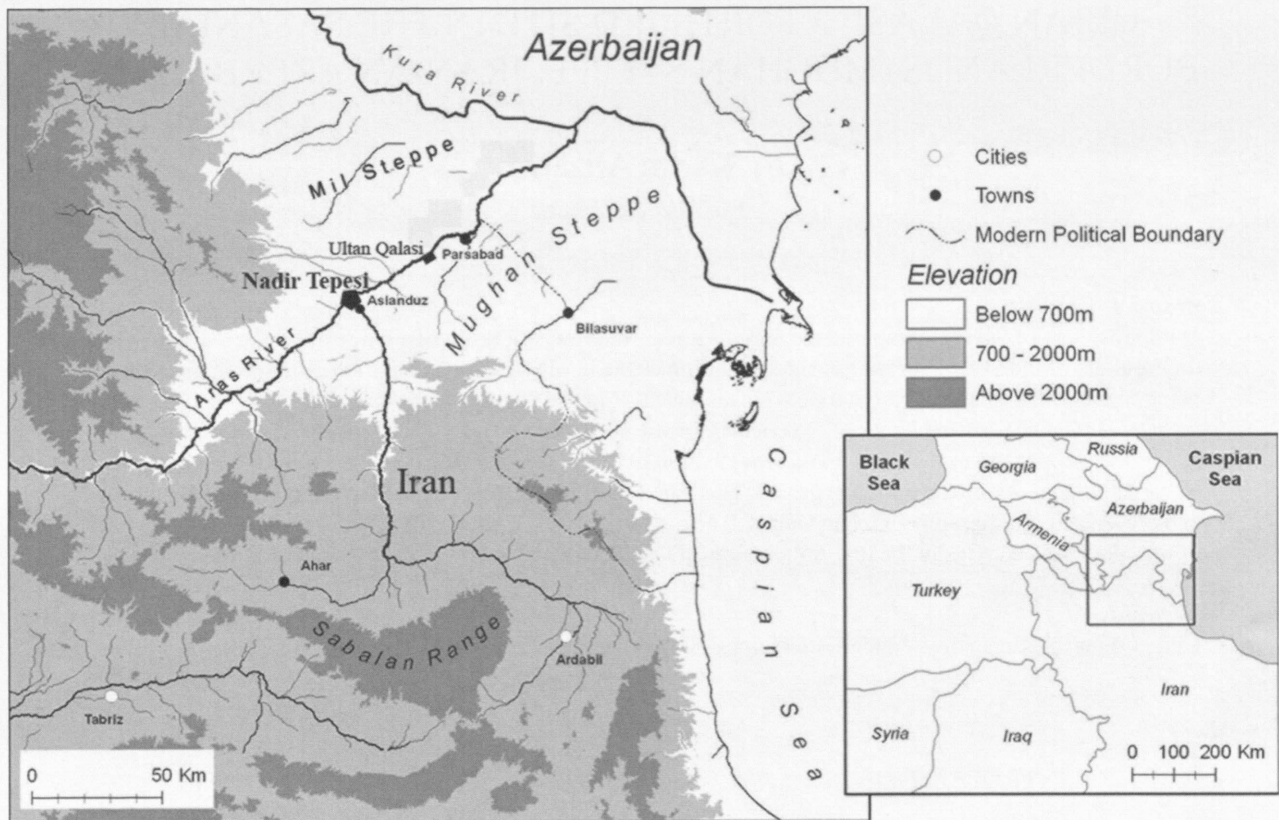 Azerbaijan
Kura River
Mil Steppe
Mughan Steppe
Ultan Qalasi
Parsabad
Nadir Tepesi
Aslanduz
Bilasuvar
Aras River
Iran
Caspian Sea
Ahar
Sabalan Range
Ardabil
Tabriz
0 50 Km
Cities
Towns
Modern Political Boundary
Elevation
Below 700m
700 - 2000m
Above 2000m
Black
Sea
Georgia
Russia
Caspian
Sea
Azerbaijan
Armenia
Turkey
Iran
Syria
Iraq
0 100 200 Km